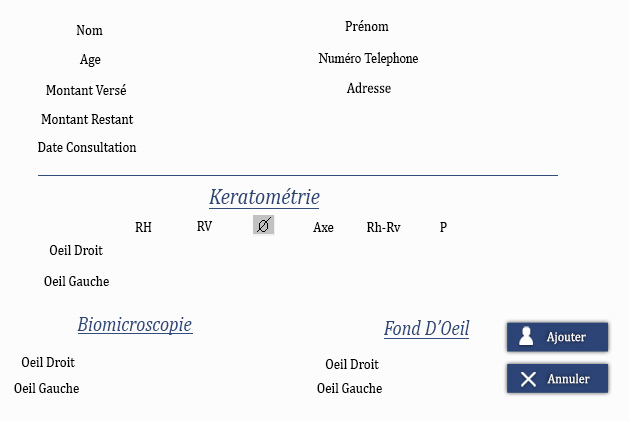 Nom
Prénom
Age
Numéro Telephone
Montant Versé
Adresse
Montant Restant
Date Consultation
Keratométrie
RH RV Ø Axe Rh-Rv P
Oeil Droit
Oeil Gauche
Biomicroscopie
Fond D'Oeil
Ajouter
Oeil Droit
Oeil Droit
Annuler
Oeil Gauche
Oeil Gauche